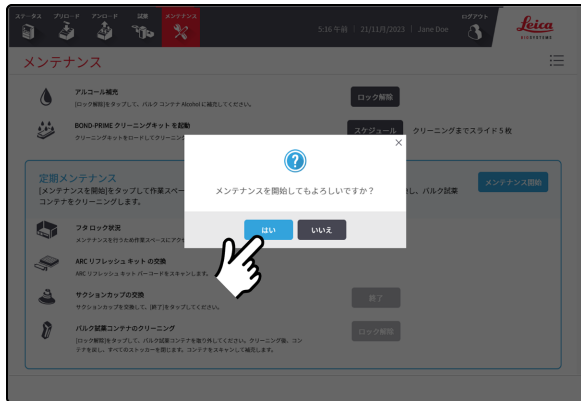 ステータス プリロード アンロード 試薬 メンテナンス
5:16 午前 | 21/11月/2023 | Jane Doe
ログアウト
Leica
BIOSYSTEMS
メンテナンス
アルコール補充
[ロック解除]をタップして、バルク コンテナ Alcohol に補充してください。
ロック解除
BOND-PRIME クリーニングキット を起動
クリーニングキットをロードしてクリーニン
スケジュール
クリーニングまでスライド 5 枚
メンテナンスを開始してもよろしいですか？
はい
いいえ
定期メンテナンス
[メンテナンスを開始]をタップして作業スペー
し、バルク試薬
コンテナをクリーニングします。
メンテナンス開始
フタ ロック状況
メンテナンスを行うため作業スペースにアク
ARC リフレッシュ キット の交換
ARC リフレッシュ キット バーコードをスキャンします。
サクションカップの交換
サクションカップを交換して、[終了]をタップしてください。
終了
バルク試薬コンテナのクリーニング
[ロック解除]をタップして、バルク試薬コンテナを取り外してください。クリーニング後、コン
テナを戻し、すべてのストッカーを閉じます。コンテナをスキャンして補充します。
ロック解除